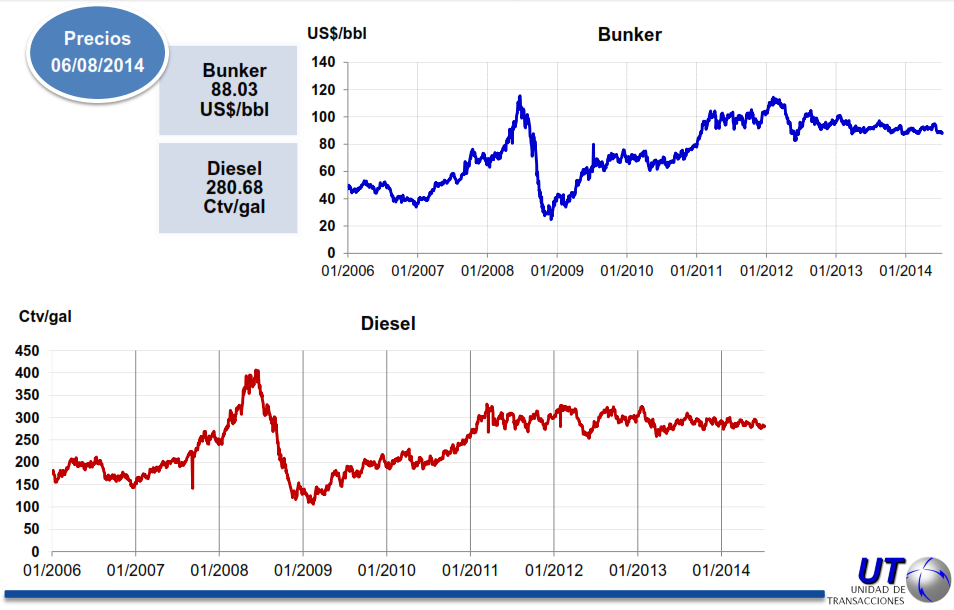 Precios
06/08/2014
Bunker
88.03
US$/bbl
Diesel
280.68
Ctv/gal
US$/bbl
Bunker
140
120
100
80
60
40
20
0
01/2006 01/2007 01/2008 01/2009 01/2010 01/2011 01/2012 01/2013 01/2014
Ctv/gal
Diesel
450
400
350
300
250
200
150
100
50
0
01/2006 01/2007 01/2008 01/2009 01/2010 01/2011 01/2012 01/2013 01/2014
UT
UNIDAD DE
TRANSACCIONES